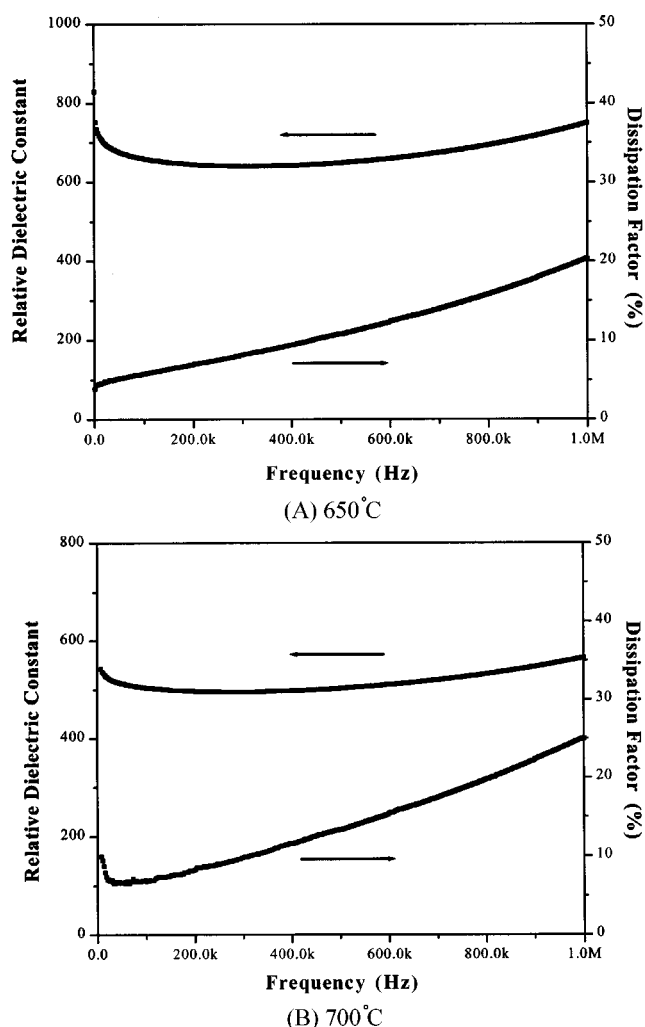 1000
800
600
400
200
0
Relative Dielectric Constant
50
40
30
20
10
0
Dissipation Factor (%)
0.0 200.0k 400.0k 600.0k 800.0k 1.0M
Frequency (Hz)
(A) 650°C
800
600
400
200
0
Relative Dielectric Constant
50
40
30
20
10
0
Dissipation Factor (%)
0.0 200.0k 400.0k 600.0k 800.0k 1.0M
Frequency (Hz)
(B) 700°C